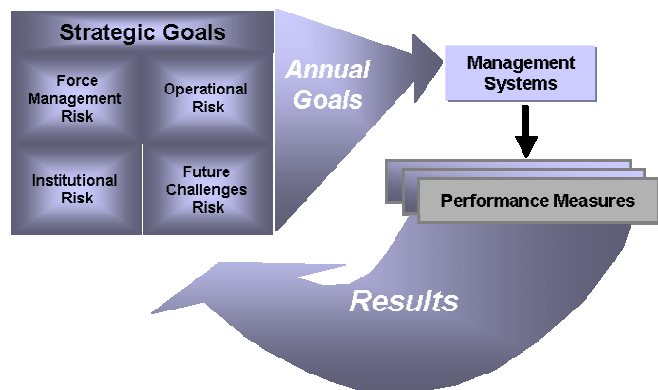 Strategic Goals
Force
Management
Risk
Operational
Risk
Institutional
Risk
Future
Challenges
Risk
Annual
Goals
Management
Systems
Performance Measures
Results